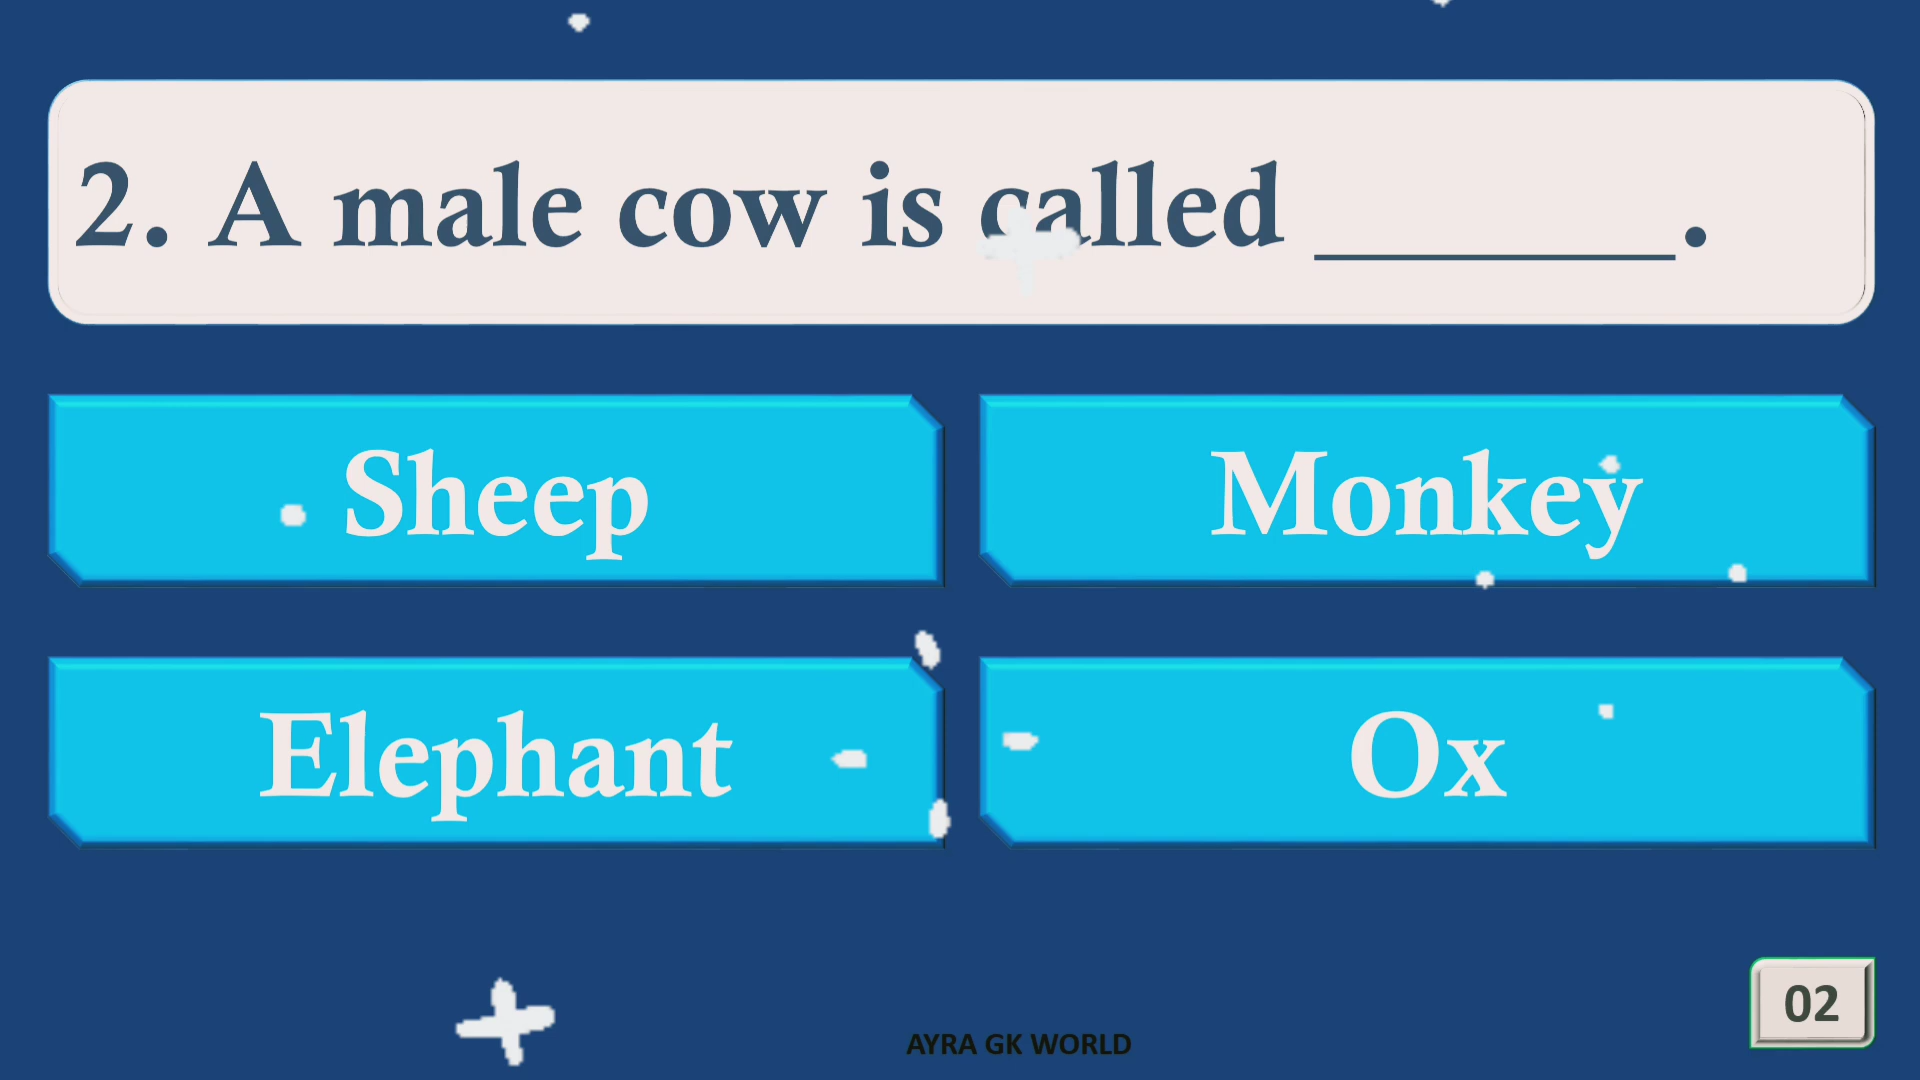 2. A male cow is called ________.
Sheep
Monkey
Elephant
Ox
02
AYRA GK WORLD